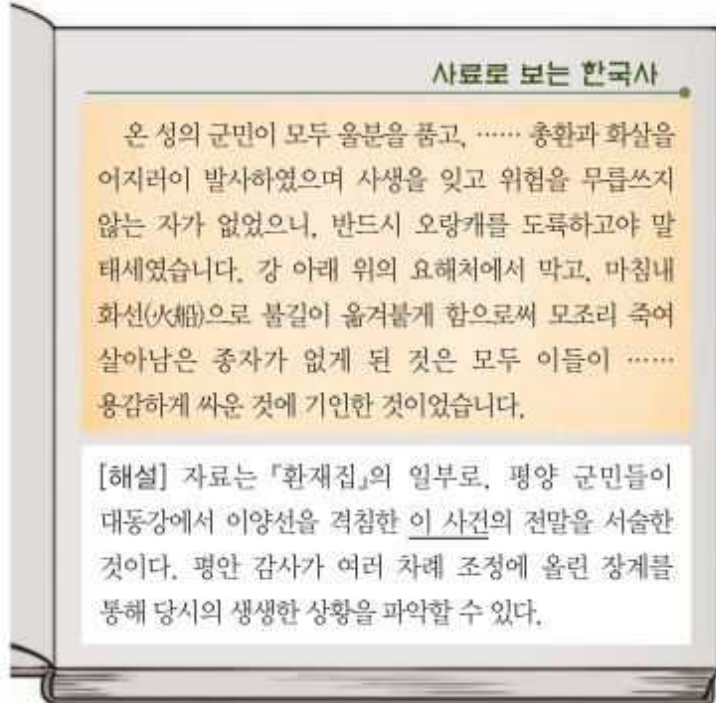 사료로 보는 한국사
온 성의 군민이 모두 울분을 품고, …… 총환과 화살을
어지러이 발사하였으며 사생을 잊고 위험을 무릅쓰지
않는 자가 없었으니, 반드시 오랑캐를 도륙하고야 말
태세였습니다. 강 아래 위의 요해처에서 막고, 마침내
화선(火船)으로 불길이 옮겨붙게 함으로써 모조리 죽여
살아남은 종자가 없게 된 것은 모두 이들이 ……
용감하게 싸운 것에 기인한 것이었습니다.
[해설] 자료는 『환재집』의 일부로, 평양 군민들이
대동강에서 이양선을 격침한 이 사건의 전말을 서술한
것이다. 평안 감사가 여러 차례 조정에 올린 장계를
통해 당시의 생생한 상황을 파악할 수 있다.